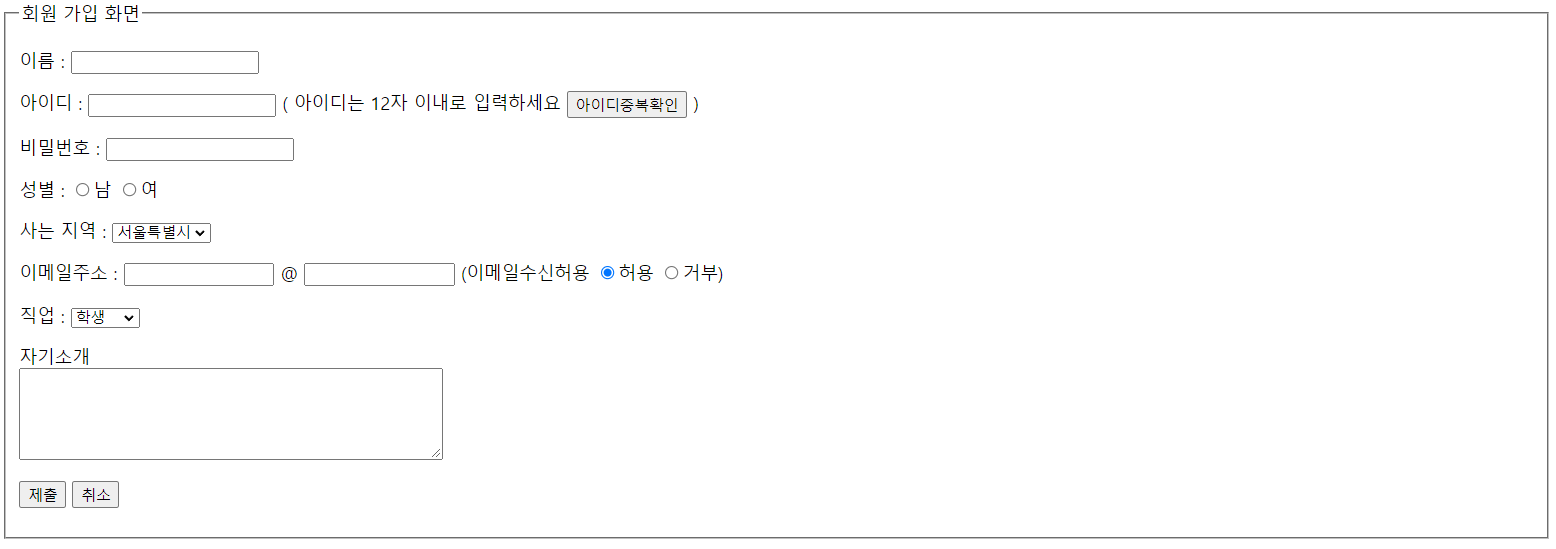 회원 가입 화면
이름 :
아이디 : ( 아이디는 12자 이내로 입력하세요 아이디중복확인 )
비밀번호 :
성별 : 남 여
사는 지역 : 서울특별시
이메일주소 : @ (이메일수신허용 허용 거부)
직업 : 학생
자기소개
제출 취소